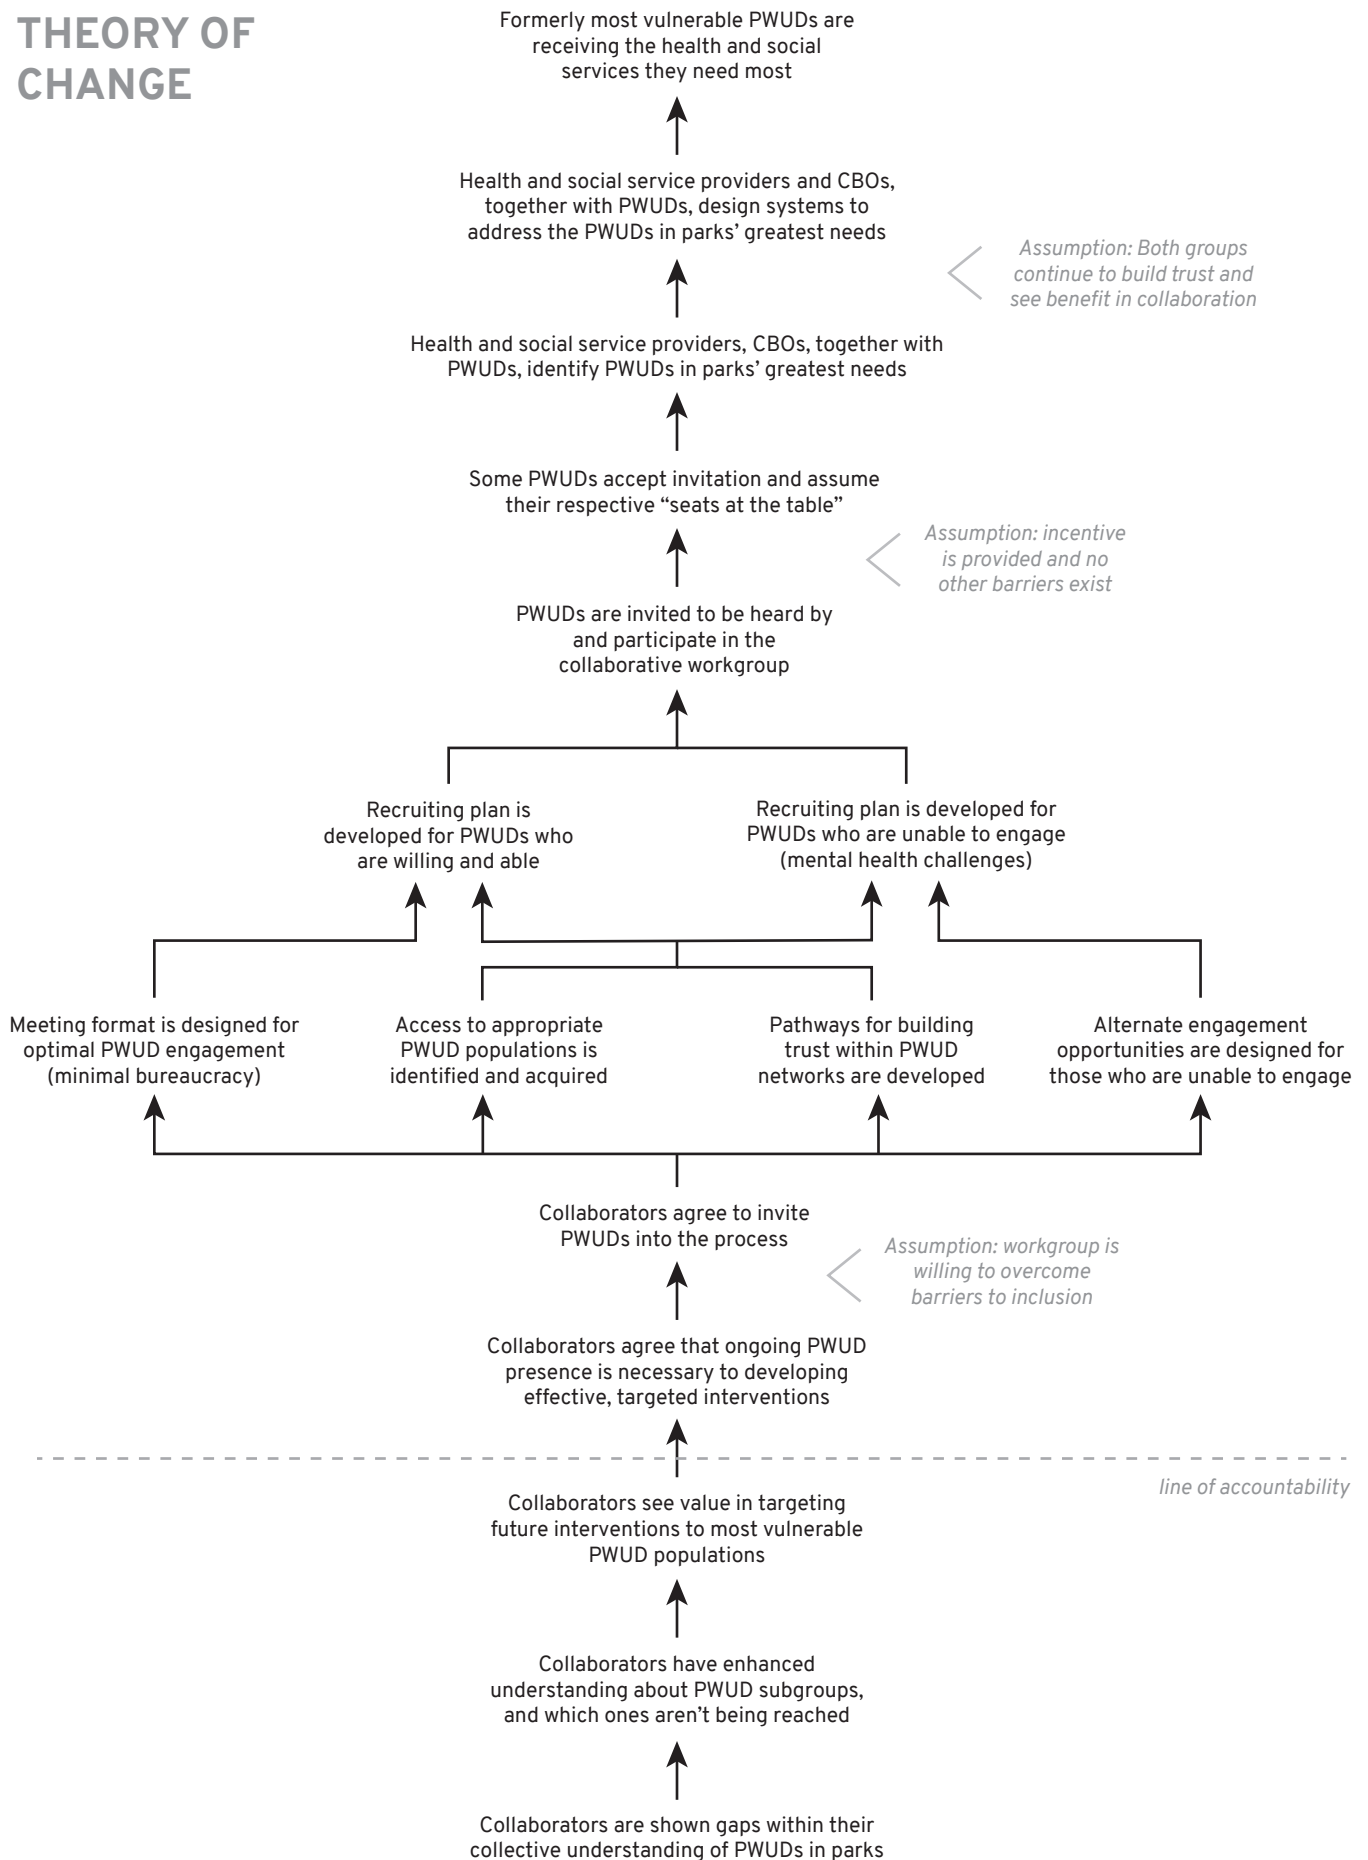 THEORY OF
CHANGE
Formerly most vulnerable PWUDs are
receiving the health and social
services they need most
Health and social service providers and CBOs,
together with PWUDs, design systems to
address the PWUDs in parks’ greatest needs
Assumption: Both groups
continue to build trust and
see benefit in collaboration
Health and social service providers, CBOs, together with
PWUDs, identify PWUDs in parks’ greatest needs
Some PWUDs accept invitation and assume
their respective “seats at the table”
Assumption: incentive
is provided and no
other barriers exist
PWUDs are invited to be heard by
and participate in the
collaborative workgroup
Recruiting plan is
developed for PWUDs who
are willing and able
Recruiting plan is developed for
PWUDs who are unable to engage
(mental health challenges)
Meeting format is designed for
optimal PWUD engagement
(minimal bureaucracy)
Access to appropriate
PWUD populations is
identified and acquired
Pathways for building
trust within PWUD
networks are developed
Alternate engagement
opportunities are designed for
those who are unable to engage
Collaborators agree to invite
PWUDs into the process
Assumption: workgroup is
willing to overcome
barriers to inclusion
Collaborators agree that ongoing PWUD
presence is necessary to developing
effective, targeted interventions
line of accountability
Collaborators see value in targeting
future interventions to most vulnerable
PWUD populations
Collaborators have enhanced
understanding about PWUD subgroups,
and which ones aren’t being reached
Collaborators are shown gaps within their
collective understanding of PWUDs in parks